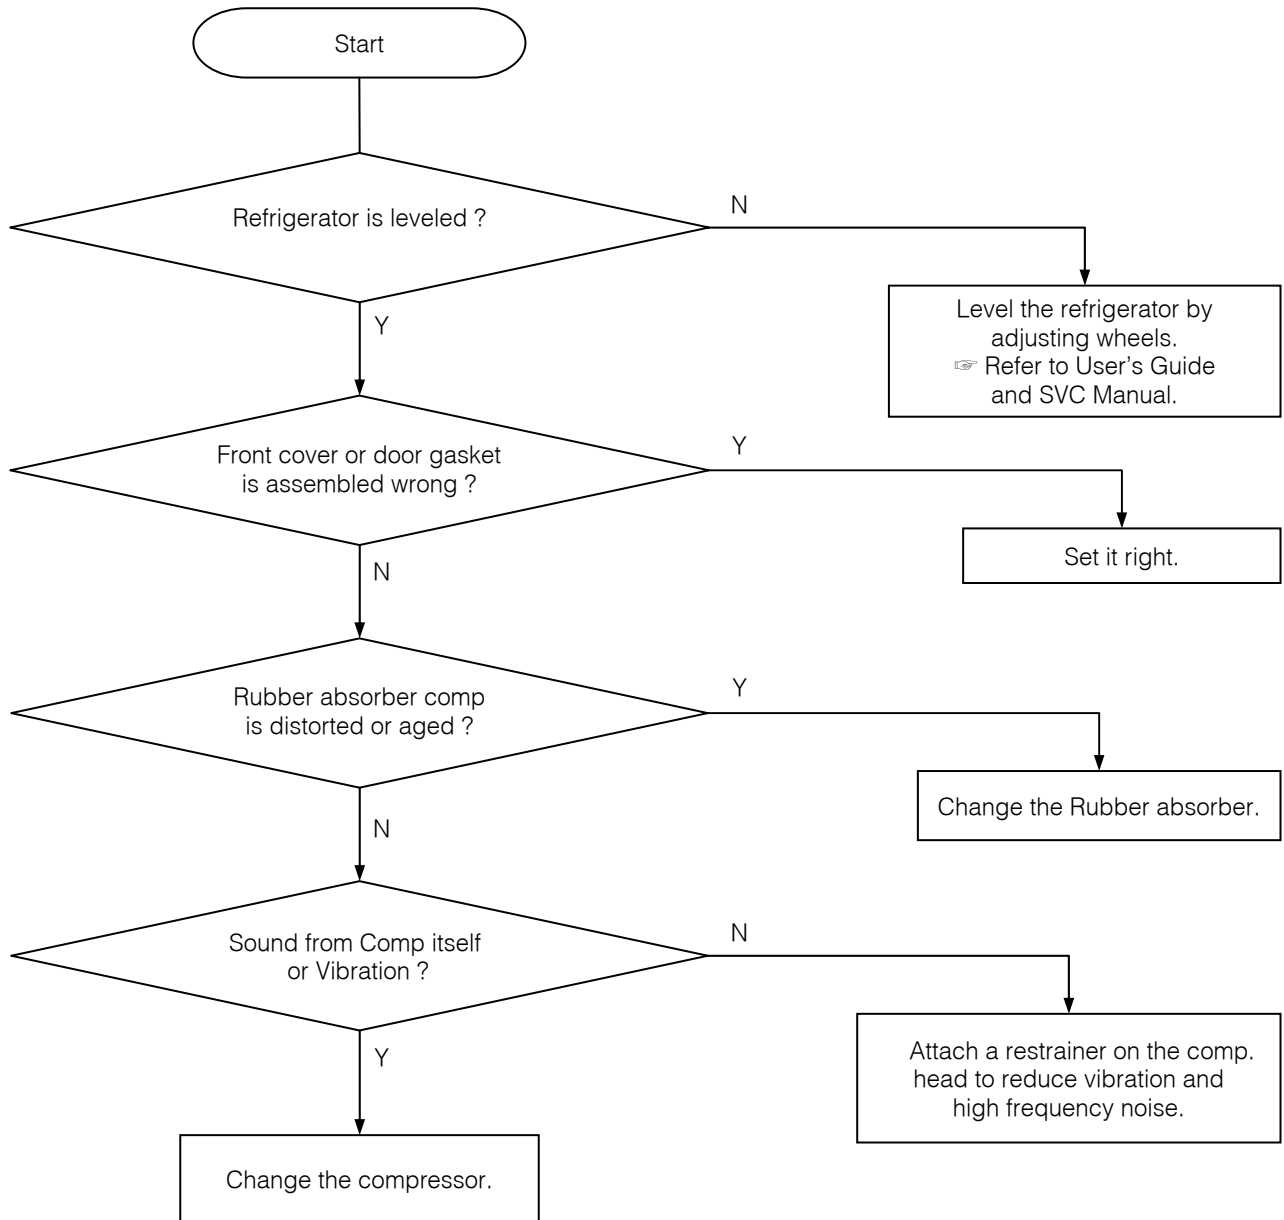 Start
Refrigerator is leveled ?
N
Level the refrigerator by
adjusting wheels.
☞ Refer to User's Guide
and SVC Manual.
Y
Front cover or door gasket
is assembled wrong ?
Y
Set it right.
N
Rubber absorber comp
is distorted or aged ?
Y
Change the Rubber absorber.
N
Sound from Comp itself
or Vibration ?
N
Attach a restrainer on the comp.
head to reduce vibration and
high frequency noise.
Y
Change the compressor.